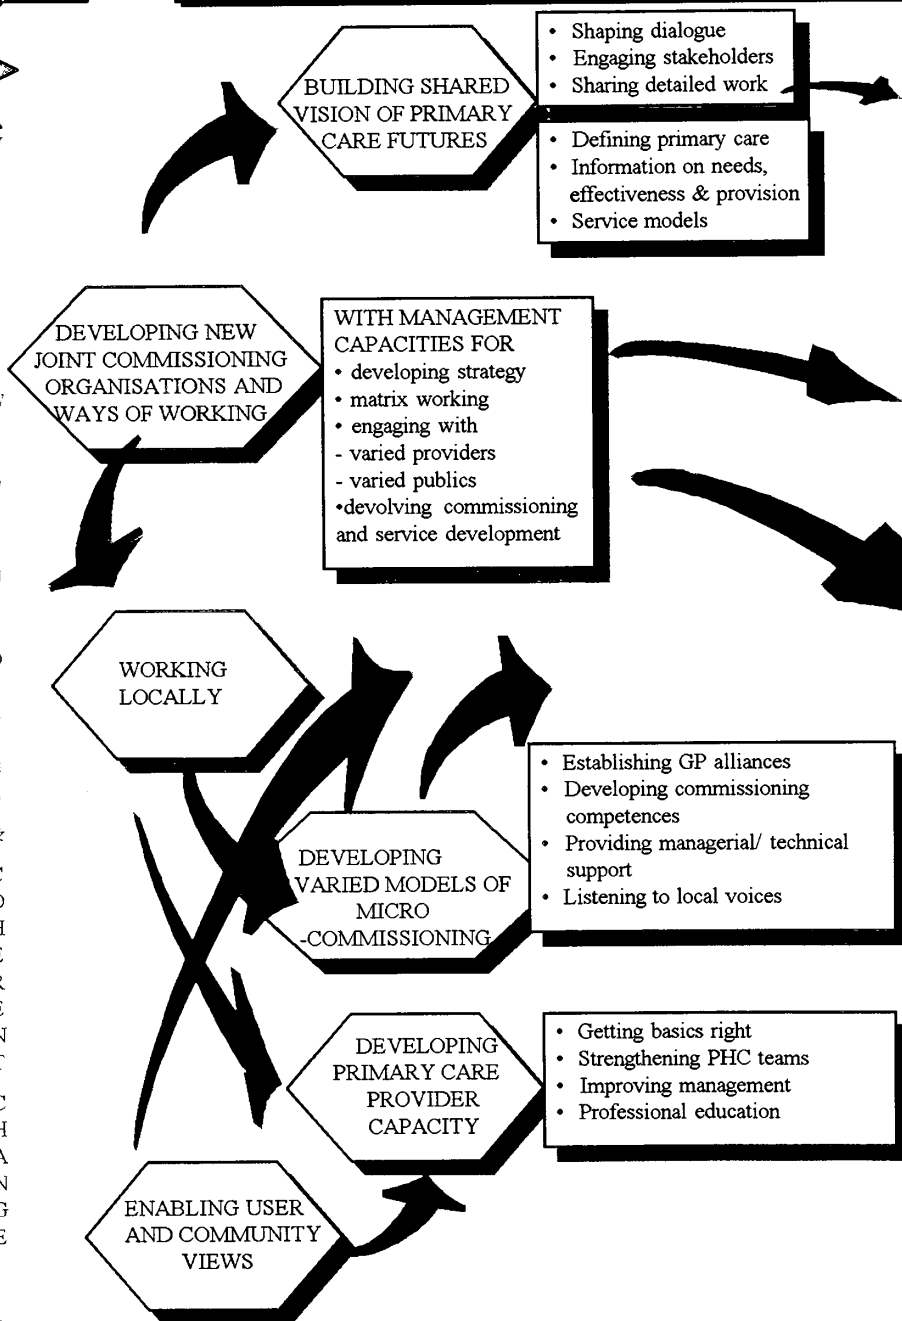 BUILDING SHARED
VISION OF PRIMARY
CARE FUTURES
• Shaping dialogue
• Engaging stakeholders
• Sharing detailed work
• Defining primary care
• Information on needs,
effectiveness & provision
• Service models
DEVELOPING NEW
JOINT COMMISSIONING
ORGANISATIONS AND
WAYS OF WORKING
WITH MANAGEMENT
CAPACITIES FOR
• developing strategy
• matrix working
• engaging with
- varied providers
- varied publics
•devolving commissioning
and service development
WORKING
LOCALLY
DEVELOPING
VARIED MODELS OF
MICRO
-COMMISSIONING
• Establishing GP alliances
• Developing commissioning
competences
• Providing managerial/ technical
support
• Listening to local voices
DEVELOPING
PRIMARY CARE
PROVIDER
CAPACITY
• Getting basics right
• Strengthening PHC teams
• Improving management
• Professional education
ENABLING USER
AND COMMUNITY
VIEWS